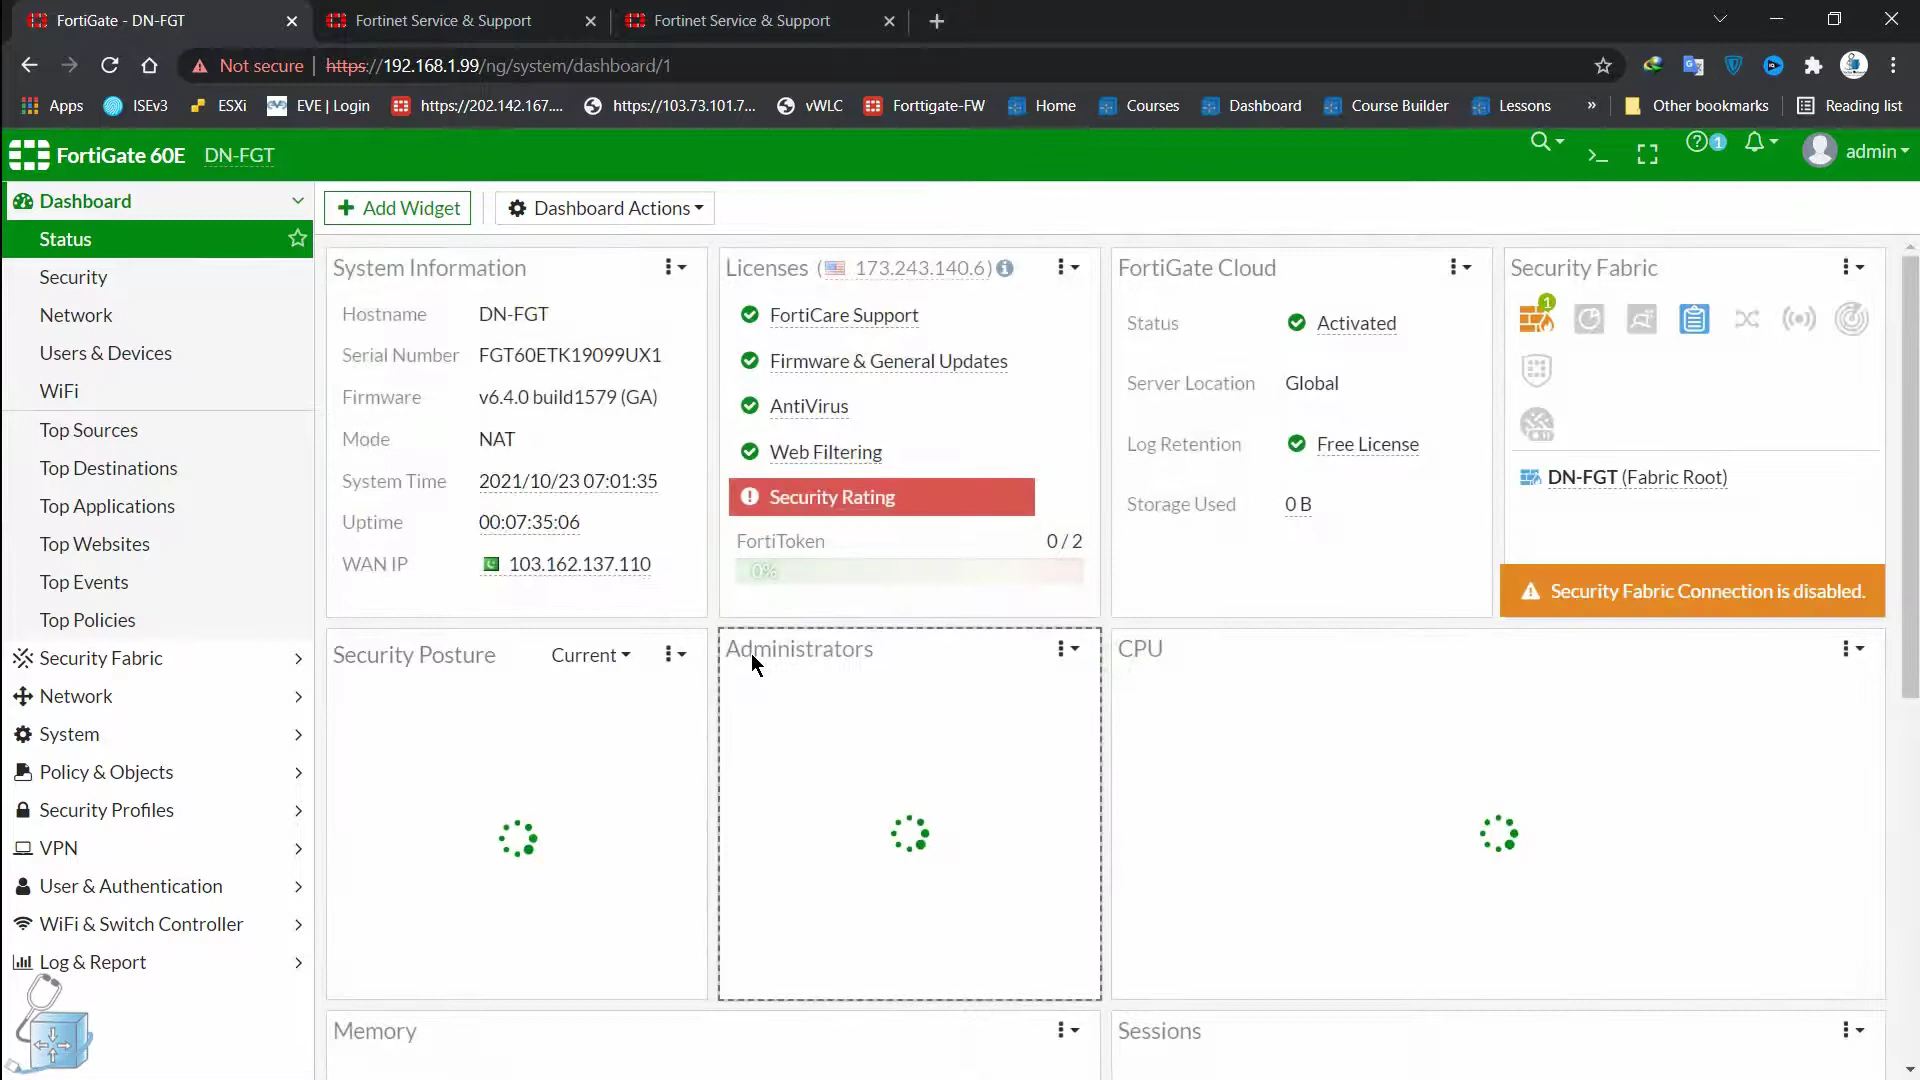 FortiGate - DN-FGT
Fortinet Service & Support
Fortinet Service & Support
Not secure
https://192.168.1.99/ng/system/dashboard/1
Apps
ISEv3
ESXi
EVE | Login
https://202.142.167....
https://103.73.101.7...
vWLC
Forttigate-FW
Home
Courses
Dashboard
Course Builder
Lessons
»
Other bookmarks
Reading list
FortiGate 60E
DN-FGT
1
admin
Dashboard
Status
Security
Network
Users & Devices
WiFi
Top Sources
Top Destinations
Top Applications
Top Websites
Top Events
Top Policies
Security Fabric
Network
System
Policy & Objects
Security Profiles
VPN
User & Authentication
WiFi & Switch Controller
Log & Report
+ Add Widget
Dashboard Actions
System Information
Hostname DN-FGT
Serial Number FGT60ETK19099UX1
Firmware v6.4.0 build1579 (GA)
Mode NAT
System Time 2021/10/23 07:01:35
Uptime 00:07:35:06
WAN IP 103.162.137.110
Licenses (173.243.140.6)
FortiCare Support
Firmware & General Updates
AntiVirus
Web Filtering
Security Rating
FortiToken 0 / 2
0%
FortiGate Cloud
Status Activated
Server Location Global
Log Retention Free License
Storage Used 0 B
Security Fabric
1
DN-FGT (Fabric Root)
Security Fabric Connection is disabled.
Security Posture Current
Administrators
CPU
Memory
Sessions